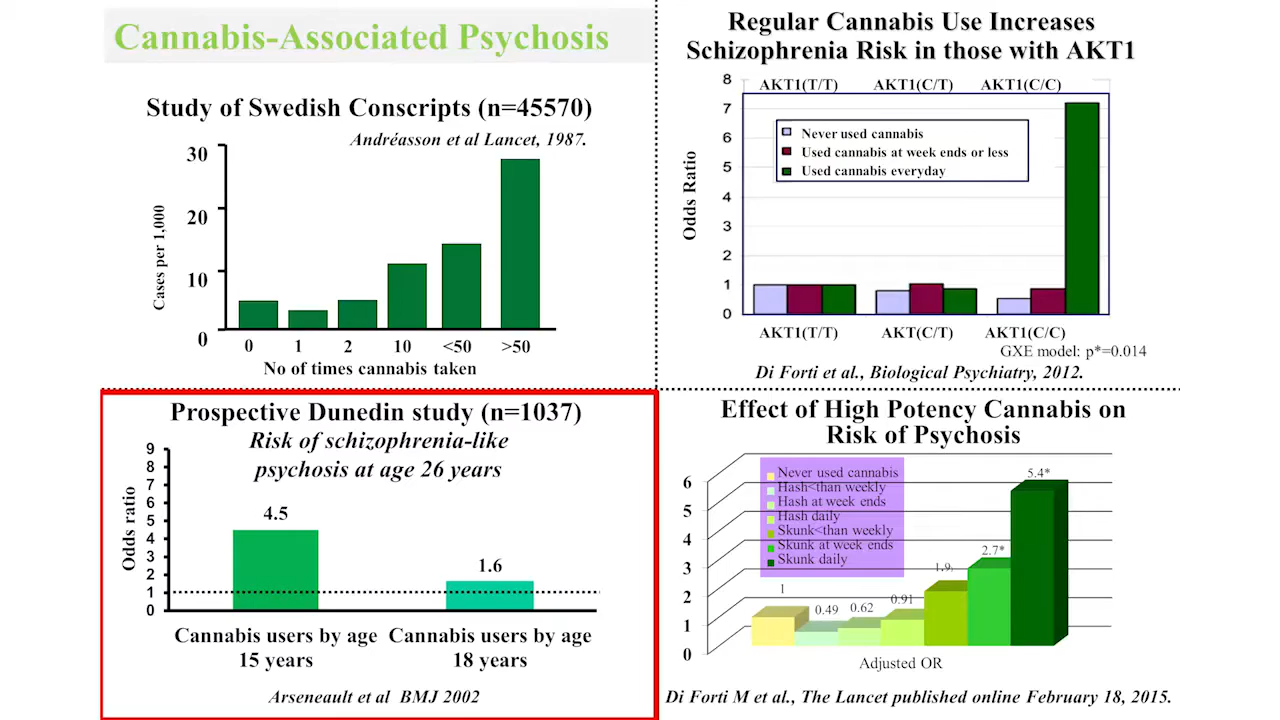 Cannabis-Associated Psychosis
Study of Swedish Conscripts (n=45570)
Andréasson et al Lancet, 1987.
30
20
10
0
Cases per 1,000
0 1 2 10 <50 >50
No of times cannabis taken
Regular Cannabis Use Increases
Schizophrenia Risk in those with AKT1
8
7
6
5
4
3
2
1
0
Odds Ratio
AKT1(T/T) AKT1(C/T) AKT1(C/C)
Never used cannabis
Used cannabis at week ends or less
Used cannabis everyday
AKT1(T/T) AKT(C/T) AKT1(C/C)
GXE model: p*=0.014
Di Forti et al., Biological Psychiatry, 2012.
Prospective Dunedin study (n=1037)
Risk of schizophrenia-like
psychosis at age 26 years
9
8
7
6
5
4
3
2
1
0
Odds ratio
4.5
1.6
Cannabis users by age
15 years
Cannabis users by age
18 years
Arseneault et al BMJ 2002
Effect of High Potency Cannabis on
Risk of Psychosis
6
5
4
3
2
1
0
Never used cannabis
Hash<than weekly
Hash at week ends
Hash daily
Skunk<than weekly
Skunk at week ends
Skunk daily
1
0.49
0.62
0.91
2.7*
5.4*
Adjusted OR
Di Forti M et al., The Lancet published online February 18, 2015.